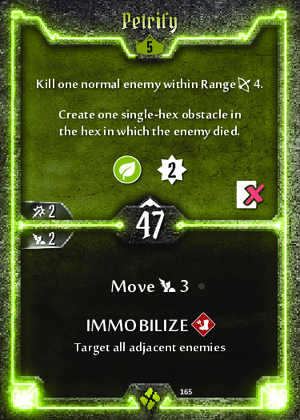 Petrify
5
Kill one normal enemy within Range 4.
Create one single-hex obstacle in
the hex in which the enemy died.
2
2
47
2
Move 3
IMMOBILIZE
Target all adjacent enemies
165